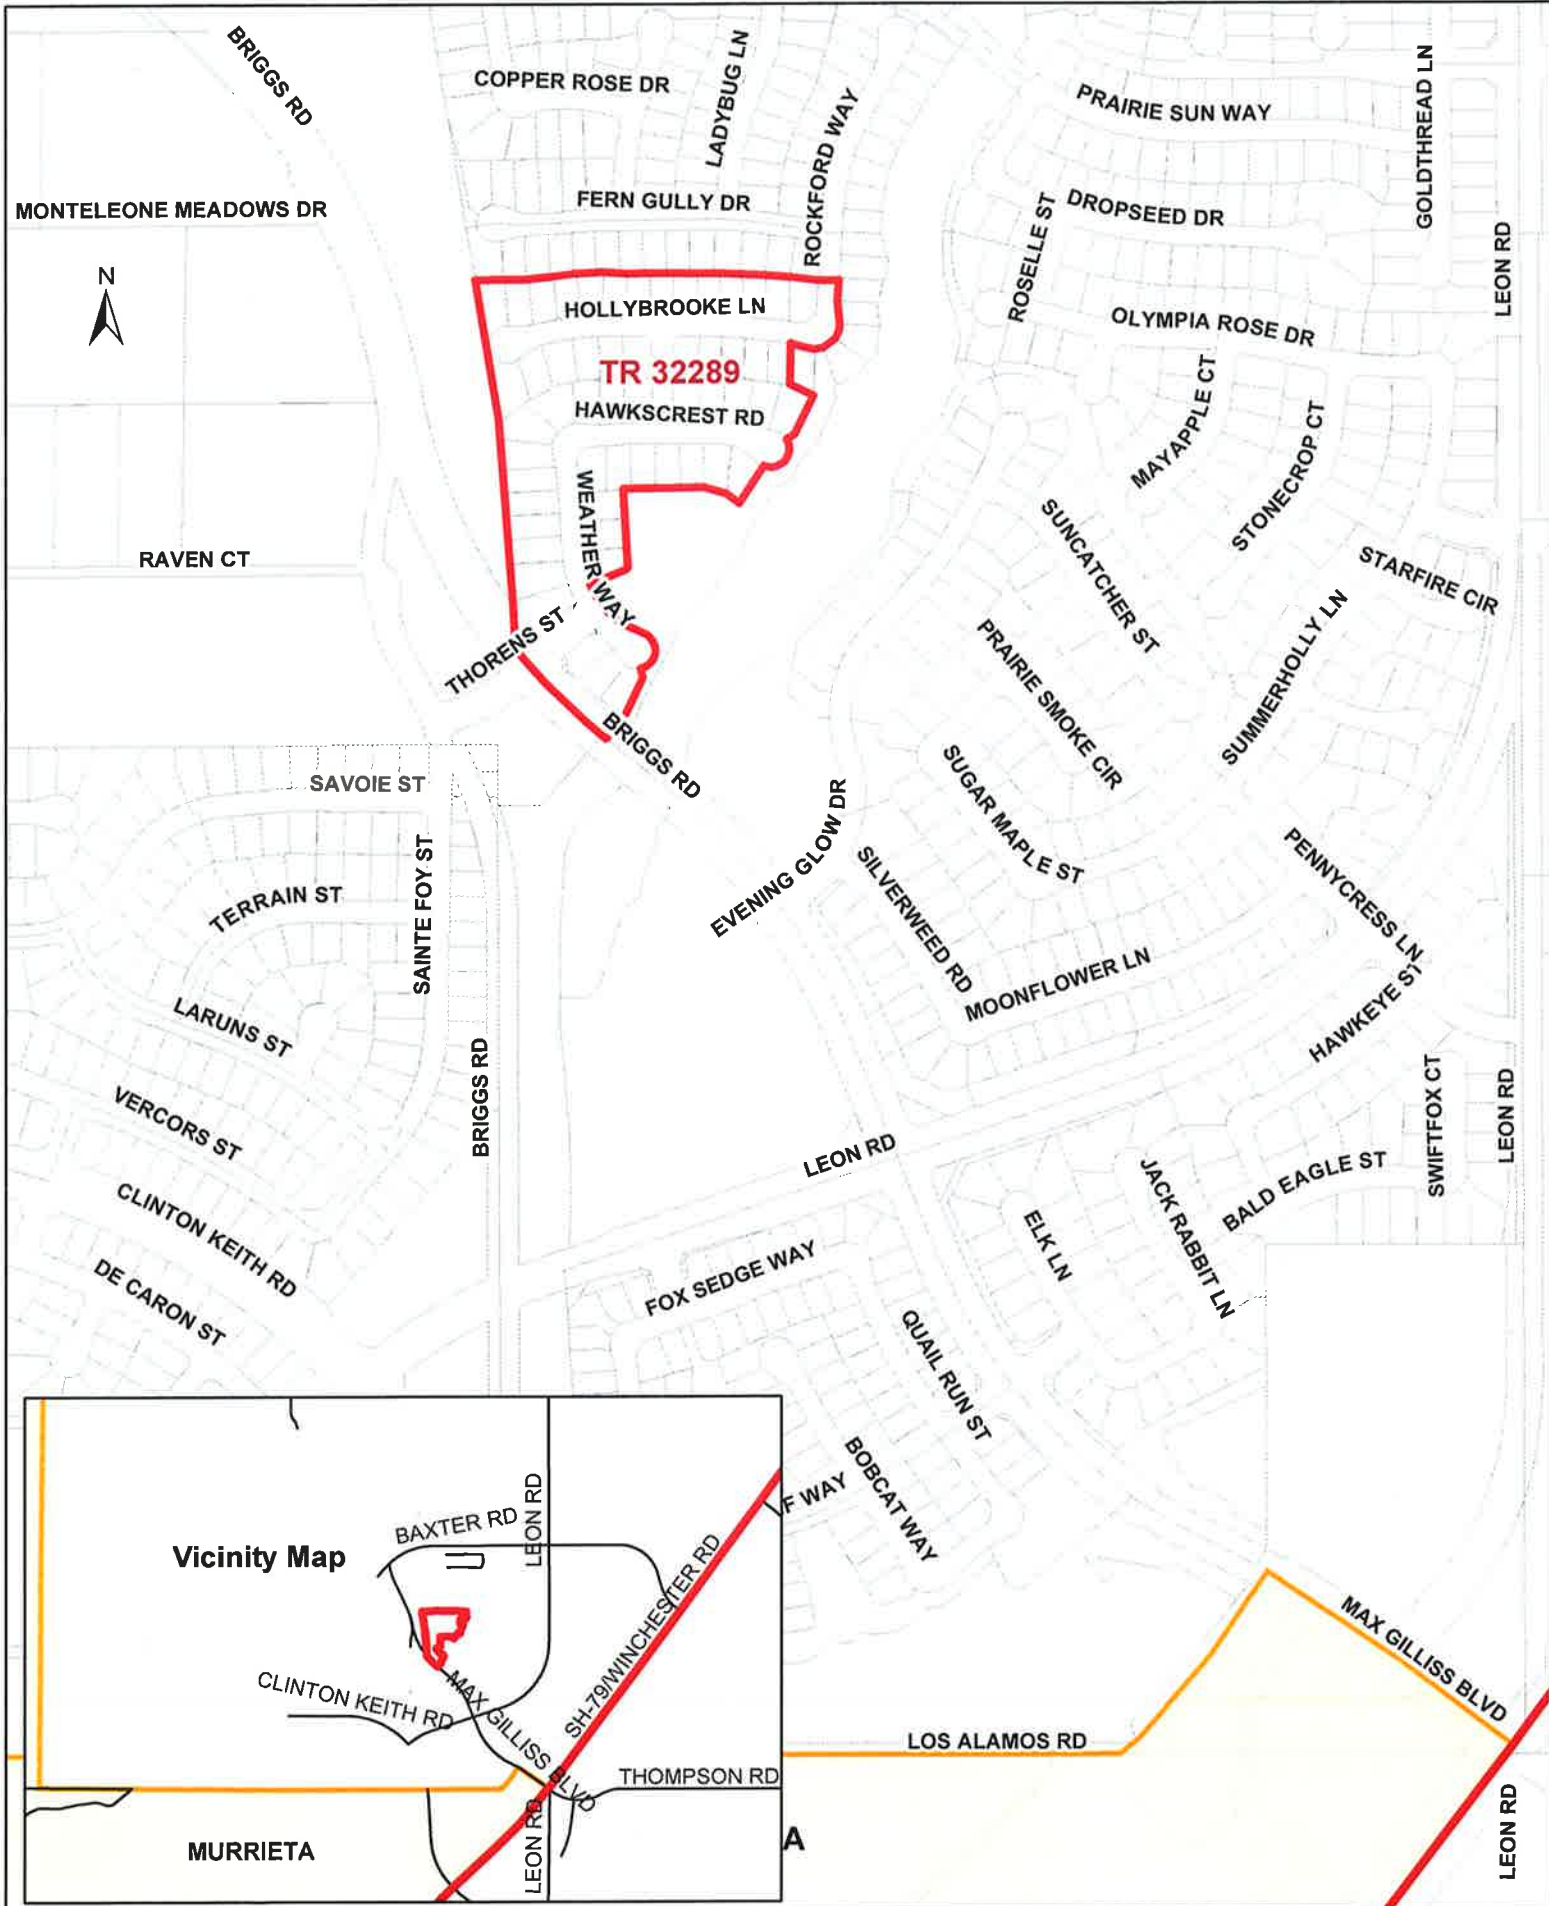 BRIGGS RD
COPPER ROSE DR
LADYBUG LN
ROCKFORD WAY
PRAIRIE SUN WAY
GOLDTHREAD LN
MONTELEONE MEADOWS DR
FERN GULLY DR
ROSELLE ST
DROPSEED DR
LEON RD
N
HOLLYBROOKE LN
OLYMPIA ROSE DR
TR 32289
HAWKSCREST RD
MAYAPPLE CT
STONECROP CT
WEATHER WAY
SUNCATCHER ST
STARFIRE CIR
RAVEN CT
THORENS ST
PRAIRIE SMOKE CIR
SUMMERHOLLY LN
BRIGGS RD
SAVOIE ST
SUGAR MAPLE ST
EVENING GLOW DR
SILVERWEED RD
PENNYCRESS LN
TERRAIN ST
SAINTE FOY ST
MOONFLOWER LN
HAWKEYE ST
LARUNS ST
BRIGGS RD
SWIFTFOX CT
LEON RD
VERCORS ST
LEON RD
JACK RABBIT LN
BALD EAGLE ST
CLINTON KEITH RD
ELK LN
FOX SEDGE WAY
DE CARON ST
QUAIL RUN ST
BOBCAT WAY
F WAY
MAX GILLISS BLVD
LOS ALAMOS RD
LEON RD
A
Vicinity Map
BAXTER RD
LEON RD
SH-79/WINCHESTER RD
CLINTON KEITH RD
MAX GILLISS BLVD
THOMPSON RD
LEON RD
MURRIETA